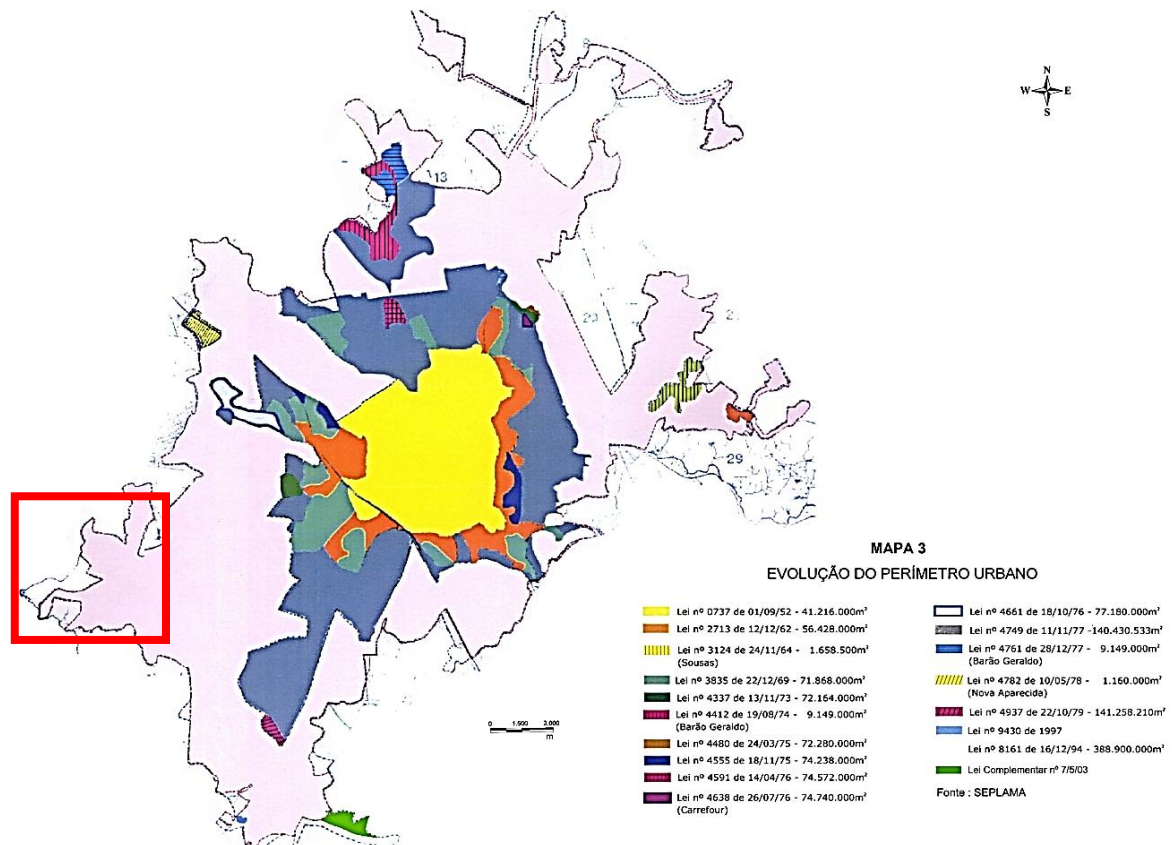 N
W E
S
13
23
2
29
MAPA 3
EVOLUÇÃO DO PERÍMETRO URBANO
Lei nº 0737 de 01/09/52 - 41.216.000m²
Lei nº 2713 de 12/12/62 - 56.428.000m²
Lei nº 3124 de 24/11/64 - 1.658.500m²
(Sousas)
Lei nº 3835 de 22/12/69 - 71.868.000m²
Lei nº 4337 de 13/11/73 - 72.164.000m²
Lei nº 4412 de 19/08/74 - 9.149.000m²
(Barão Geraldo)
Lei nº 4480 de 24/03/75 - 72.280.000m²
Lei nº 4555 de 18/11/75 - 74.238.000m²
Lei nº 4591 de 14/04/76 - 74.572.000m²
Lei nº 4638 de 26/07/76 - 74.740.000m²
(Carrefour)
Lei nº 4661 de 18/10/76 - 77.180.000m²
Lei nº 4749 de 11/11/77 -140.430.533m²
Lei nº 4761 de 28/12/77 - 9.149.000m²
(Barão Geraldo)
Lei nº 4782 de 10/05/78 - 1.160.000m²
(Nova Aparecida)
Lei nº 4937 de 22/10/79 - 141.258.210m²
Lei nº 9430 de 1997
Lei nº 8161 de 16/12/94 - 388.900.000m²
Lei Complementar nº 7/5/03
Fonte : SEPLAMA
0 1.500 3.000
m